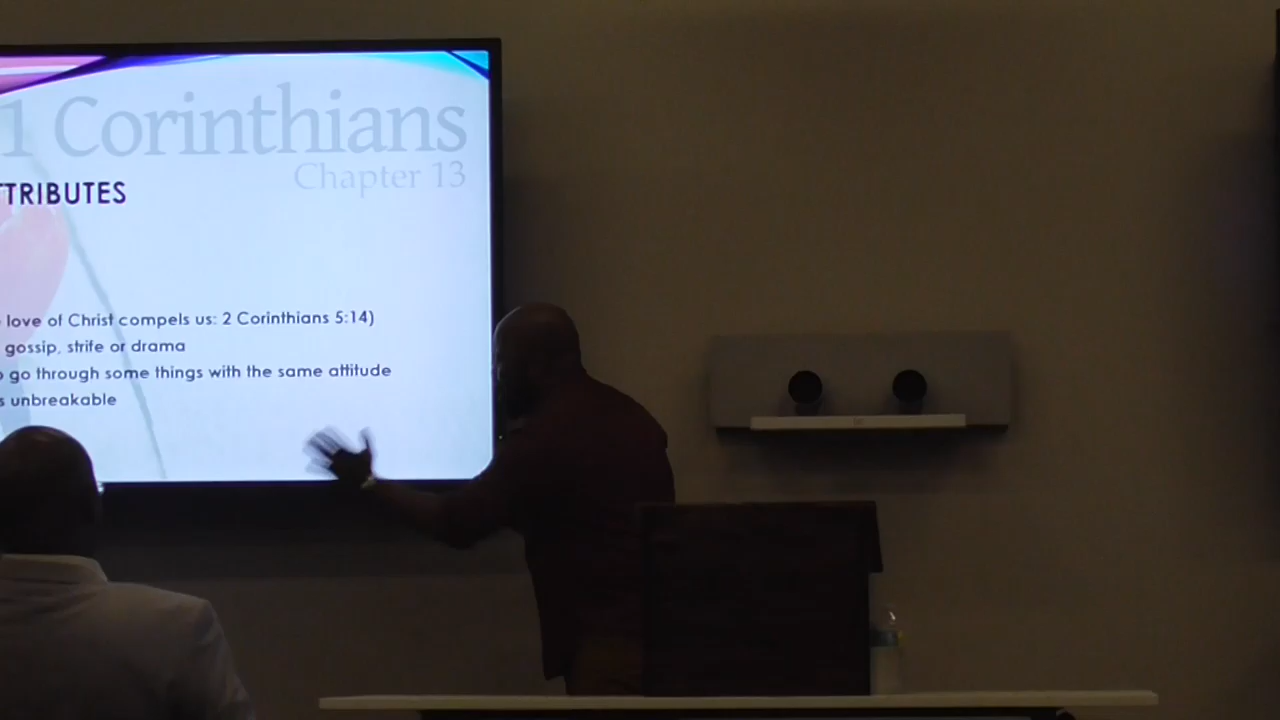 1 Corinthians
Chapter 13
TTRIBUTES
love of Christ compels us: 2 Corinthians 5:14)
gossip, strife or drama
go through some things with the same attitude
s unbreakable